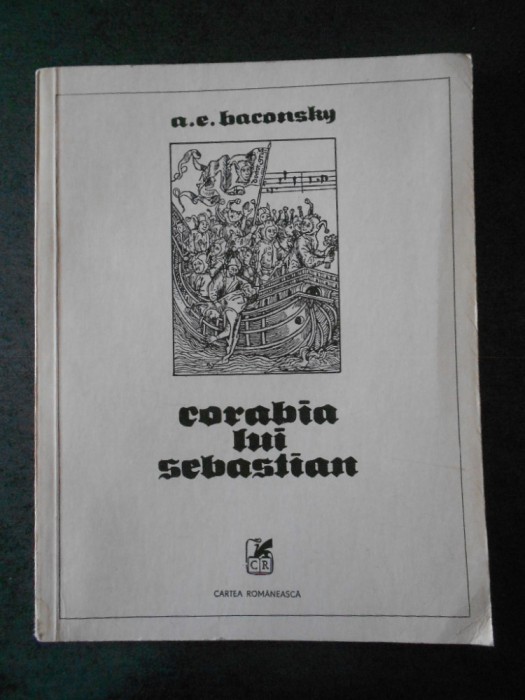 a.e. baconsky
corabia
lui
sebastian
CR
CARTEA ROMÂNEASCĂ